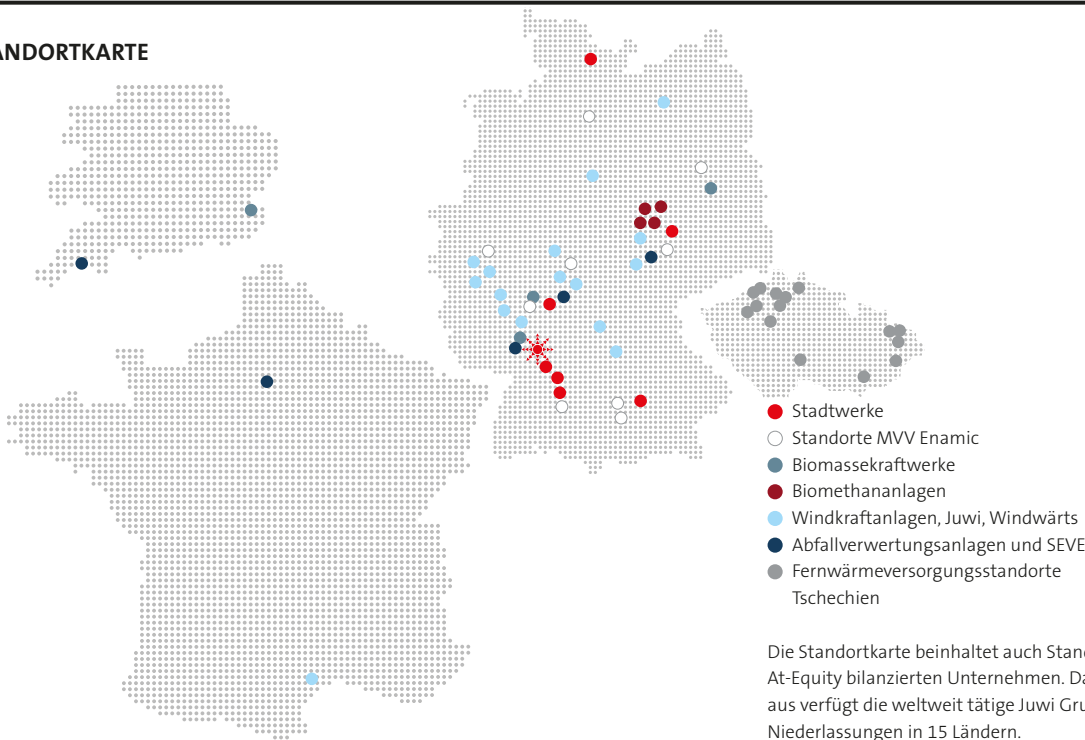 ANDORTKARTE
Stadtwerke
Standorte MVV Enamic
Biomassekraftwerke
Biomethananlagen
Windkraftanlagen, Juwi, Windwärts
Abfallverwertungsanlagen und SEVE
Fernwärmeversorgungsstandorte
Tschechien
Die Standortkarte beinhaltet auch Stan
At-Equity bilanzierten Unternehmen. Da
aus verfügt die weltweit tätige Juwi Gru
Niederlassungen in 15 Ländern.